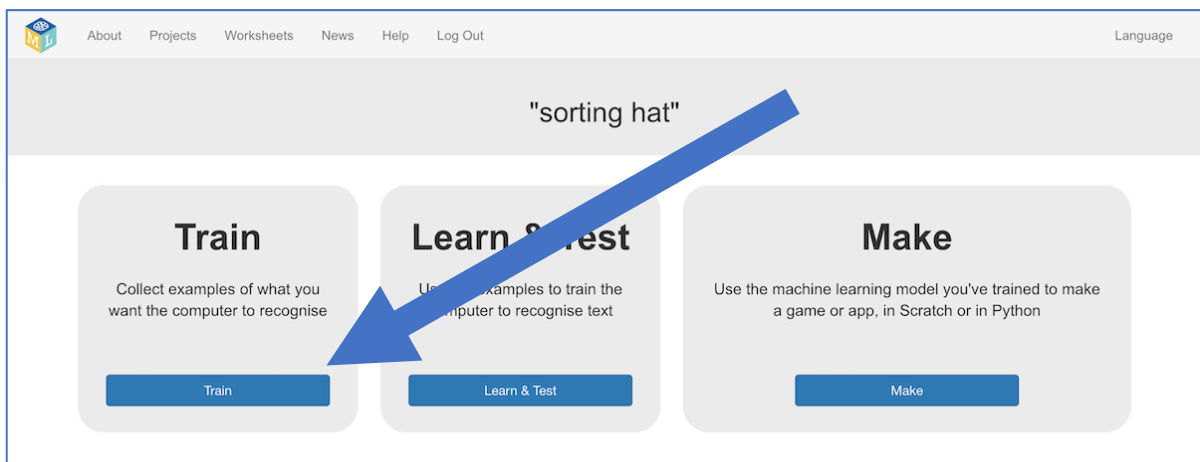 ML
About Projects Worksheets News Help Log Out Language
"sorting hat"
Train
Collect examples of what you
want the computer to recognise
Train
Learn & Test
examples to train the
computer to recognise text
Learn & Test
Make
Use the machine learning model you've trained to make
a game or app, in Scratch or in Python
Make